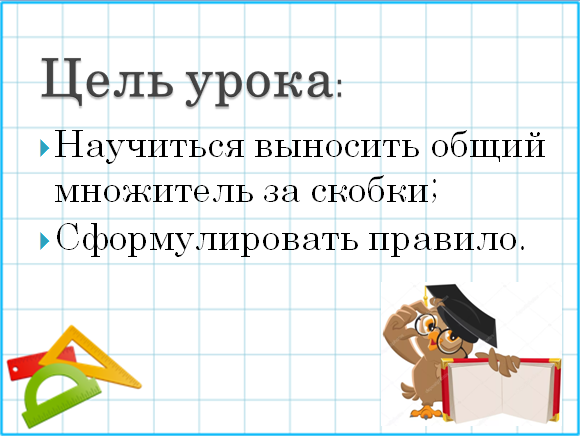 Цель урока:
Научиться выносить общий
множитель за скобки;
Сформулировать правило.